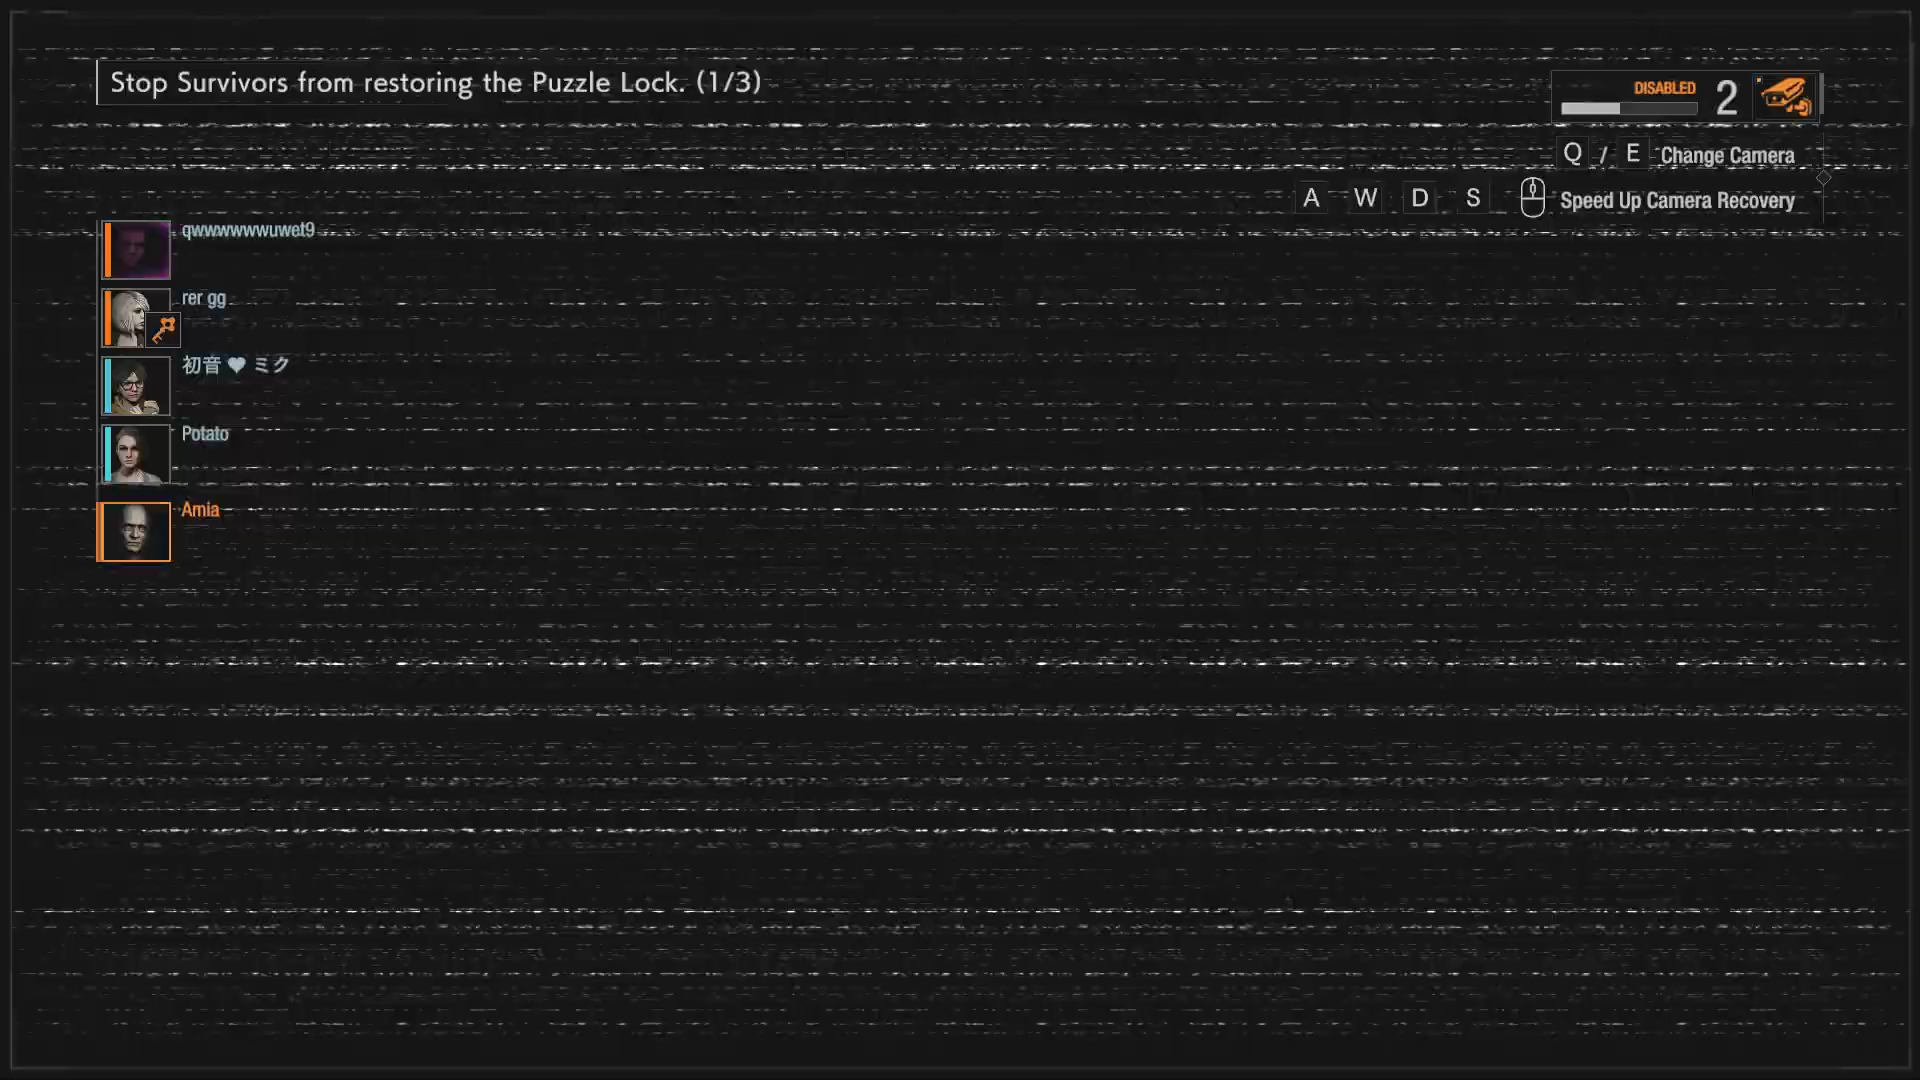 Stop Survivors from restoring the Puzzle Lock. (1/3)
DISABLED 2
Q / E Change Camera
A W D S Speed Up Camera Recovery
qwwwwwwuwet9
rer gg
初音♥ミク
Potato
Amia